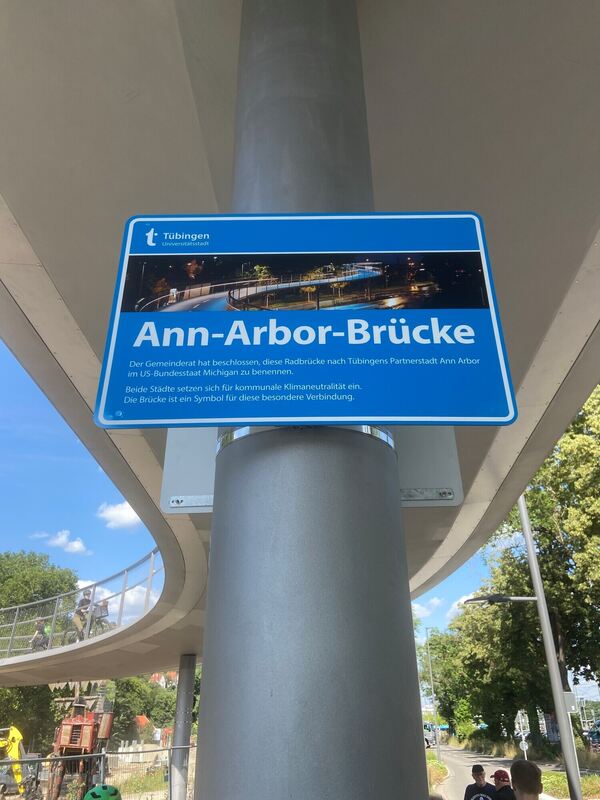 Tübingen
Universitätsstadt
Ann-Arbor-Brücke
Der Gemeinderat hat beschlossen, diese Radbrücke nach Tübingens Partnerstadt Ann Arbor
im US-Bundesstaat Michigan zu benennen.
Beide Städte setzen sich für kommunale Klimaneutralität ein.
Die Brücke ist ein Symbol für diese besondere Verbindung.